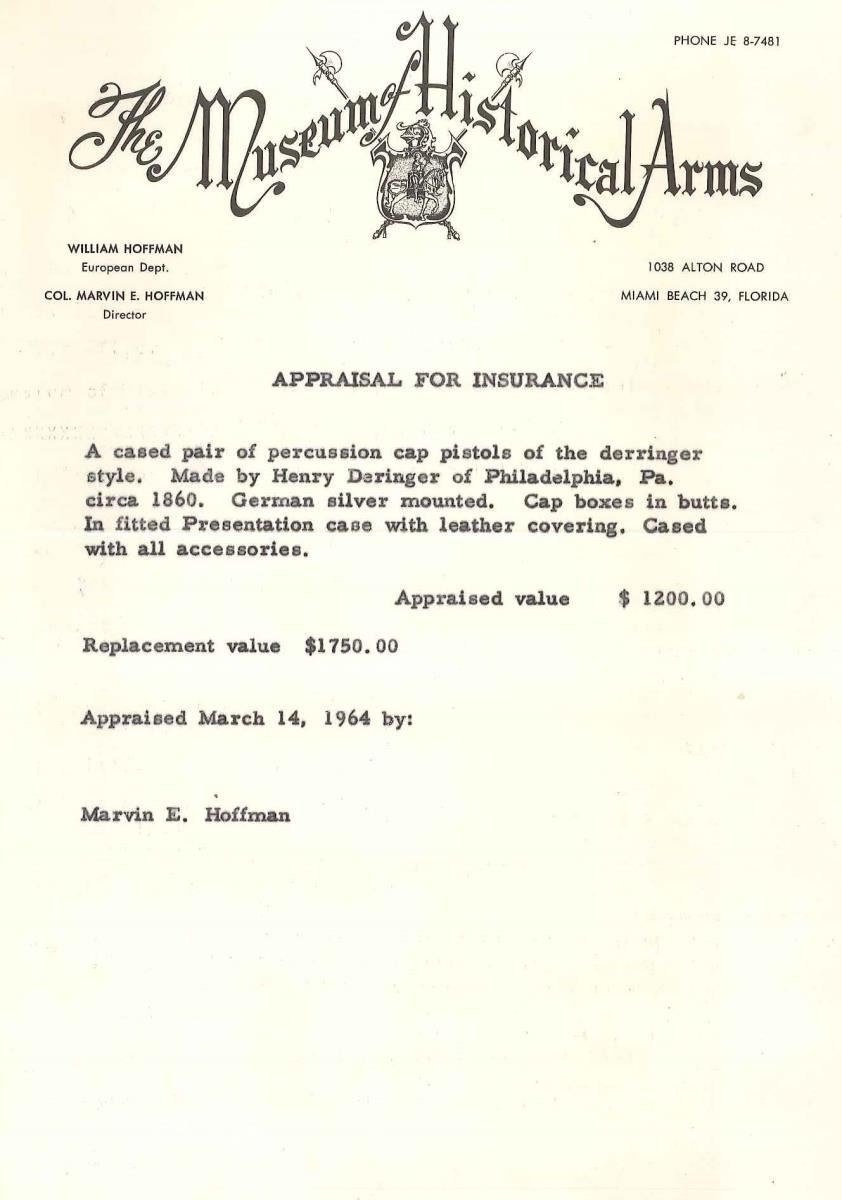 PHONE JE 8-7481
The Museum of Historical Arms
WILLIAM HOFFMAN
European Dept.
COL. MARVIN E. HOFFMAN
Director
1038 ALTON ROAD
MIAMI BEACH 39, FLORIDA
APPRAISAL FOR INSURANCE
A cased pair of percussion cap pistols of the derringer
style. Made by Henry Deringer of Philadelphia, Pa.
circa 1860. German silver mounted. Cap boxes in butts.
In fitted Presentation case with leather covering. Cased
with all accessories.
Appraised value $ 1200.00
Replacement value $1750.00
Appraised March 14, 1964 by:
Marvin E. Hoffman